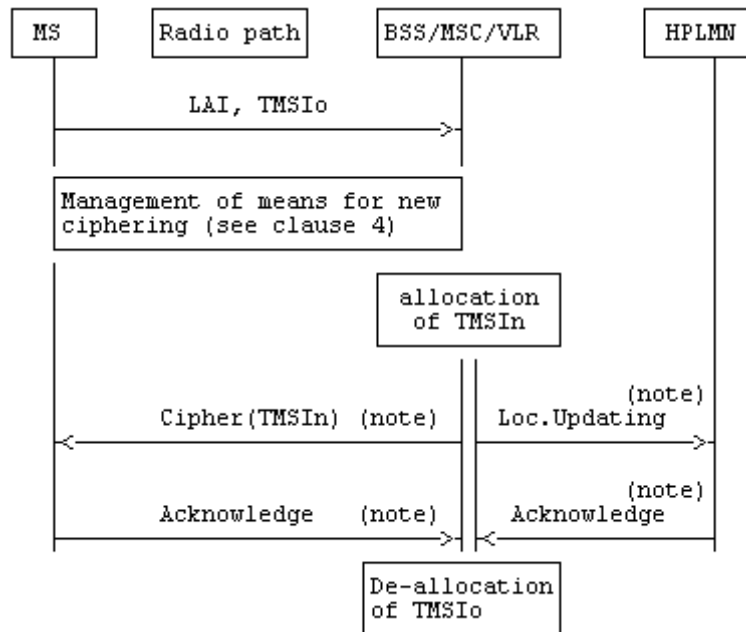 MS
Radio path
BSS/MSC/VLR
HPLMN
LAI, TMSIo
Management of means for new
ciphering (see clause 4)
allocation
of TMSIn
(note)
Cipher(TMSIn) (note)
Loc.Updating
(note)
Acknowledge (note)
Acknowledge
De-allocation
of TMSIo